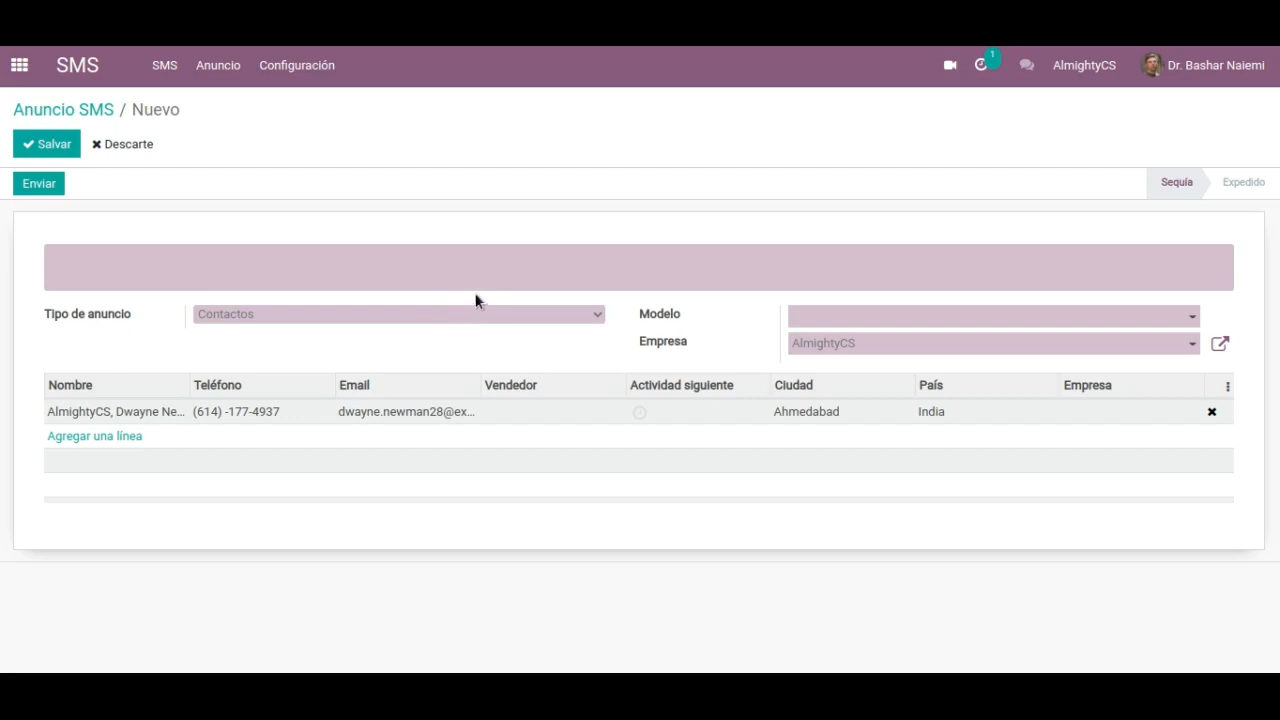 SMS SMS Anuncio Configuración 1 AlmightyCS Dr. Bashar Naiemi
Anuncio SMS / Nuevo
Salvar Descarte
Enviar Sequía Expedido
Tipo de anuncio Contactos Modelo
Empresa AlmightyCS
Nombre Teléfono Email Vendedor Actividad siguiente Ciudad País Empresa
AlmightyCS, Dwayne Ne... (614) -177-4937 dwayne.newman28@ex... Ahmedabad India
Agregar una línea